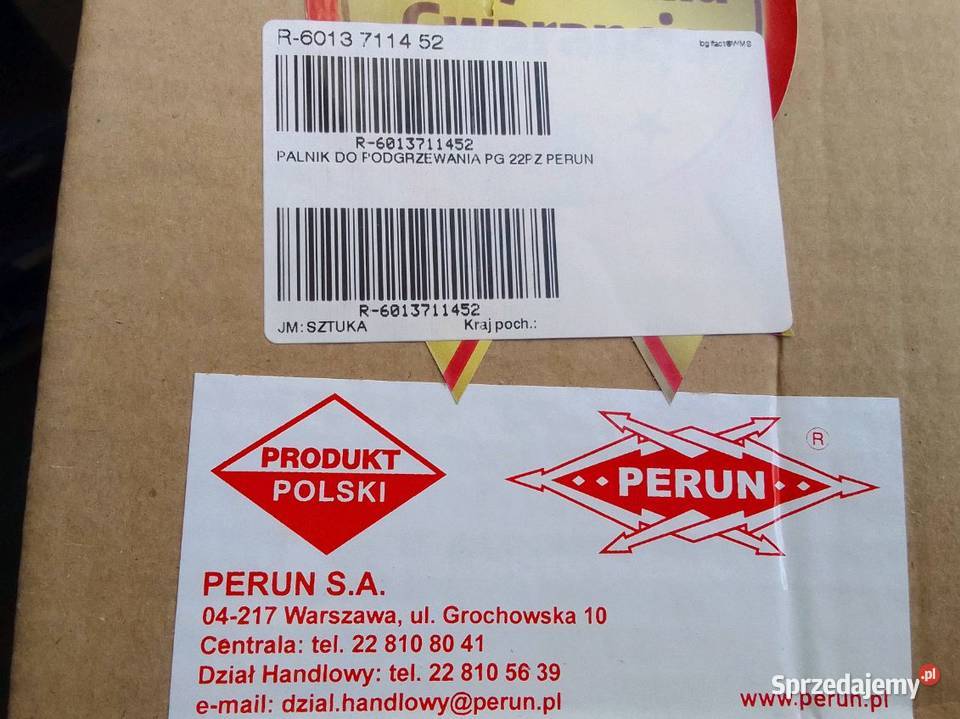 Gwarancji
R-6013 7114 52
logifact®WMS
R-6013711452
PALNIK DO PODGRZEWANIA PG 22PZ PERUN
R-6013711452
JM: SZTUKA Kraj poch.:
PRODUKT
POLSKI
PERUN
R
PERUN S.A.
04-217 Warszawa, ul. Grochowska 10
Centrala: tel. 22 810 80 41
Dział Handlowy: tel. 22 810 56 39
e-mail: dzial.handlowy@perun.pl www.perun.pl
Sprzedajemy.pl